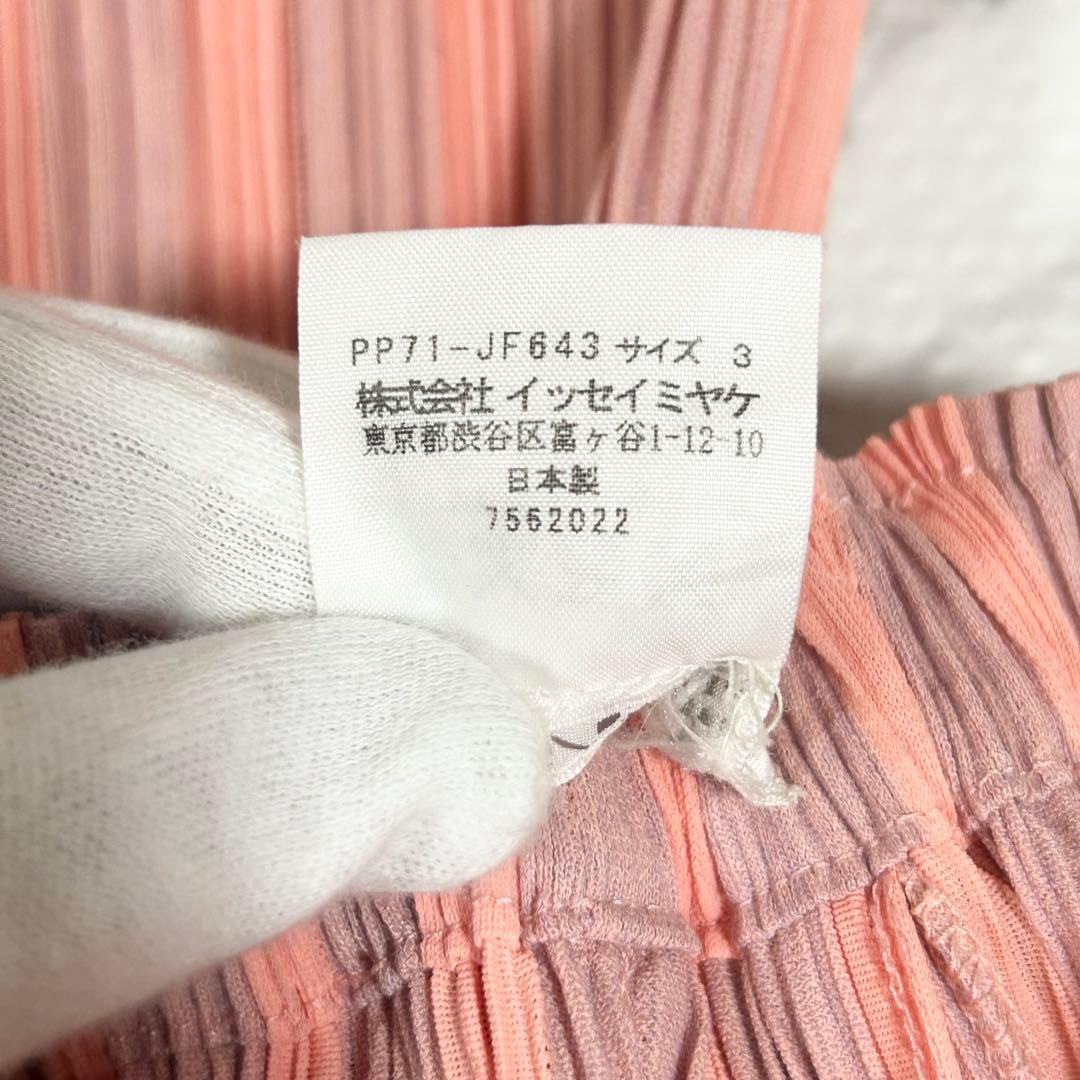 PP71-JF643 サイズ 3
株式会社 イッセイミヤケ
東京都渋谷区富ヶ谷1-12-10
日本製
7562022